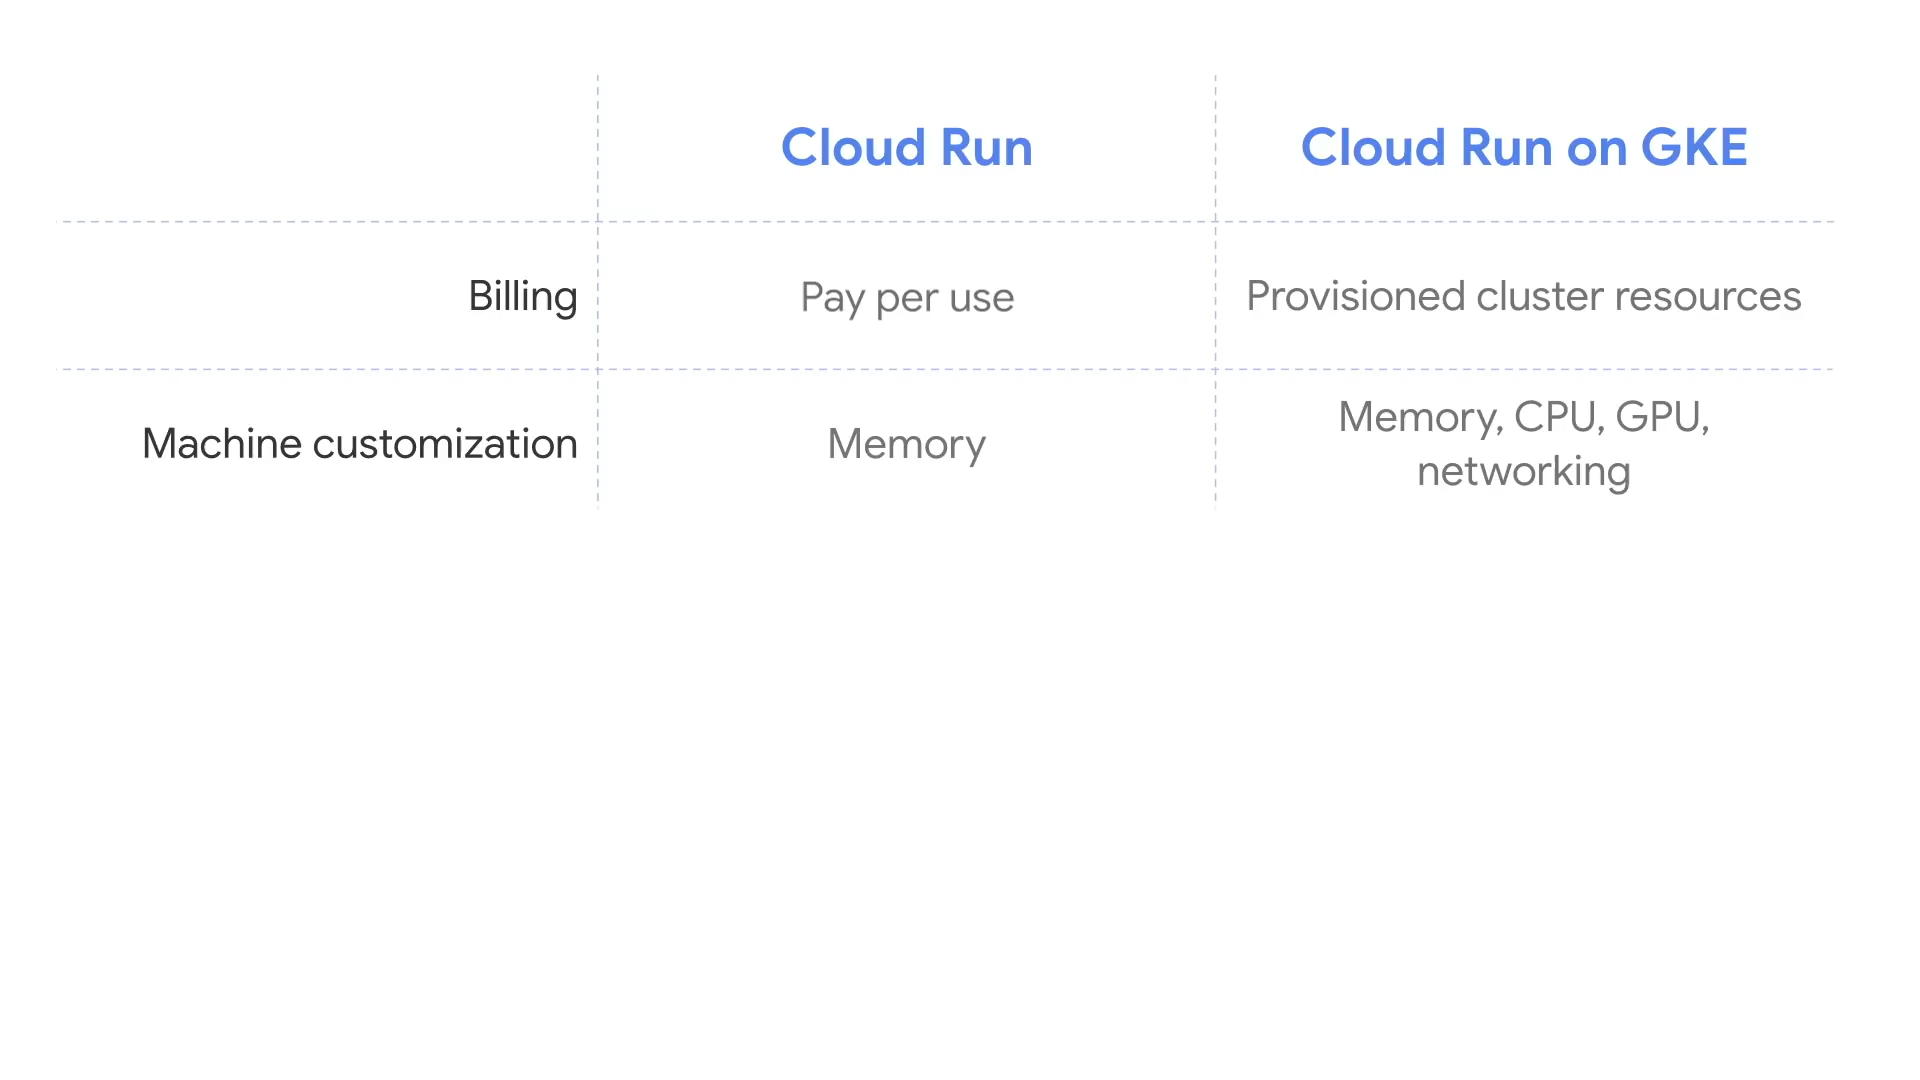 Cloud Run
Cloud Run on GKE
Billing
Pay per use
Provisioned cluster resources
Machine customization
Memory
Memory, CPU, GPU,
networking